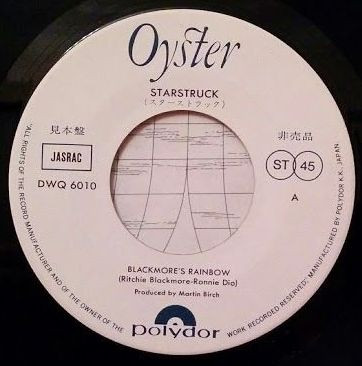 Oyster
STARSTRUCK
(スターストラック)
見本盤
非売品
JASRAC
ST 45
DWQ 6010
A
BLACKMORE'S RAINBOW
(Ritchie Blackmore-Ronnie Dio)
Produced by Martin Birch
polydor
"ALL RIGHTS OF THE RECORD MANUFACTURER AND OF THE OWNER OF THE WORK RECORDED RESERVED" MANUFACTURED BY POLYDOR K.K. JAPAN.